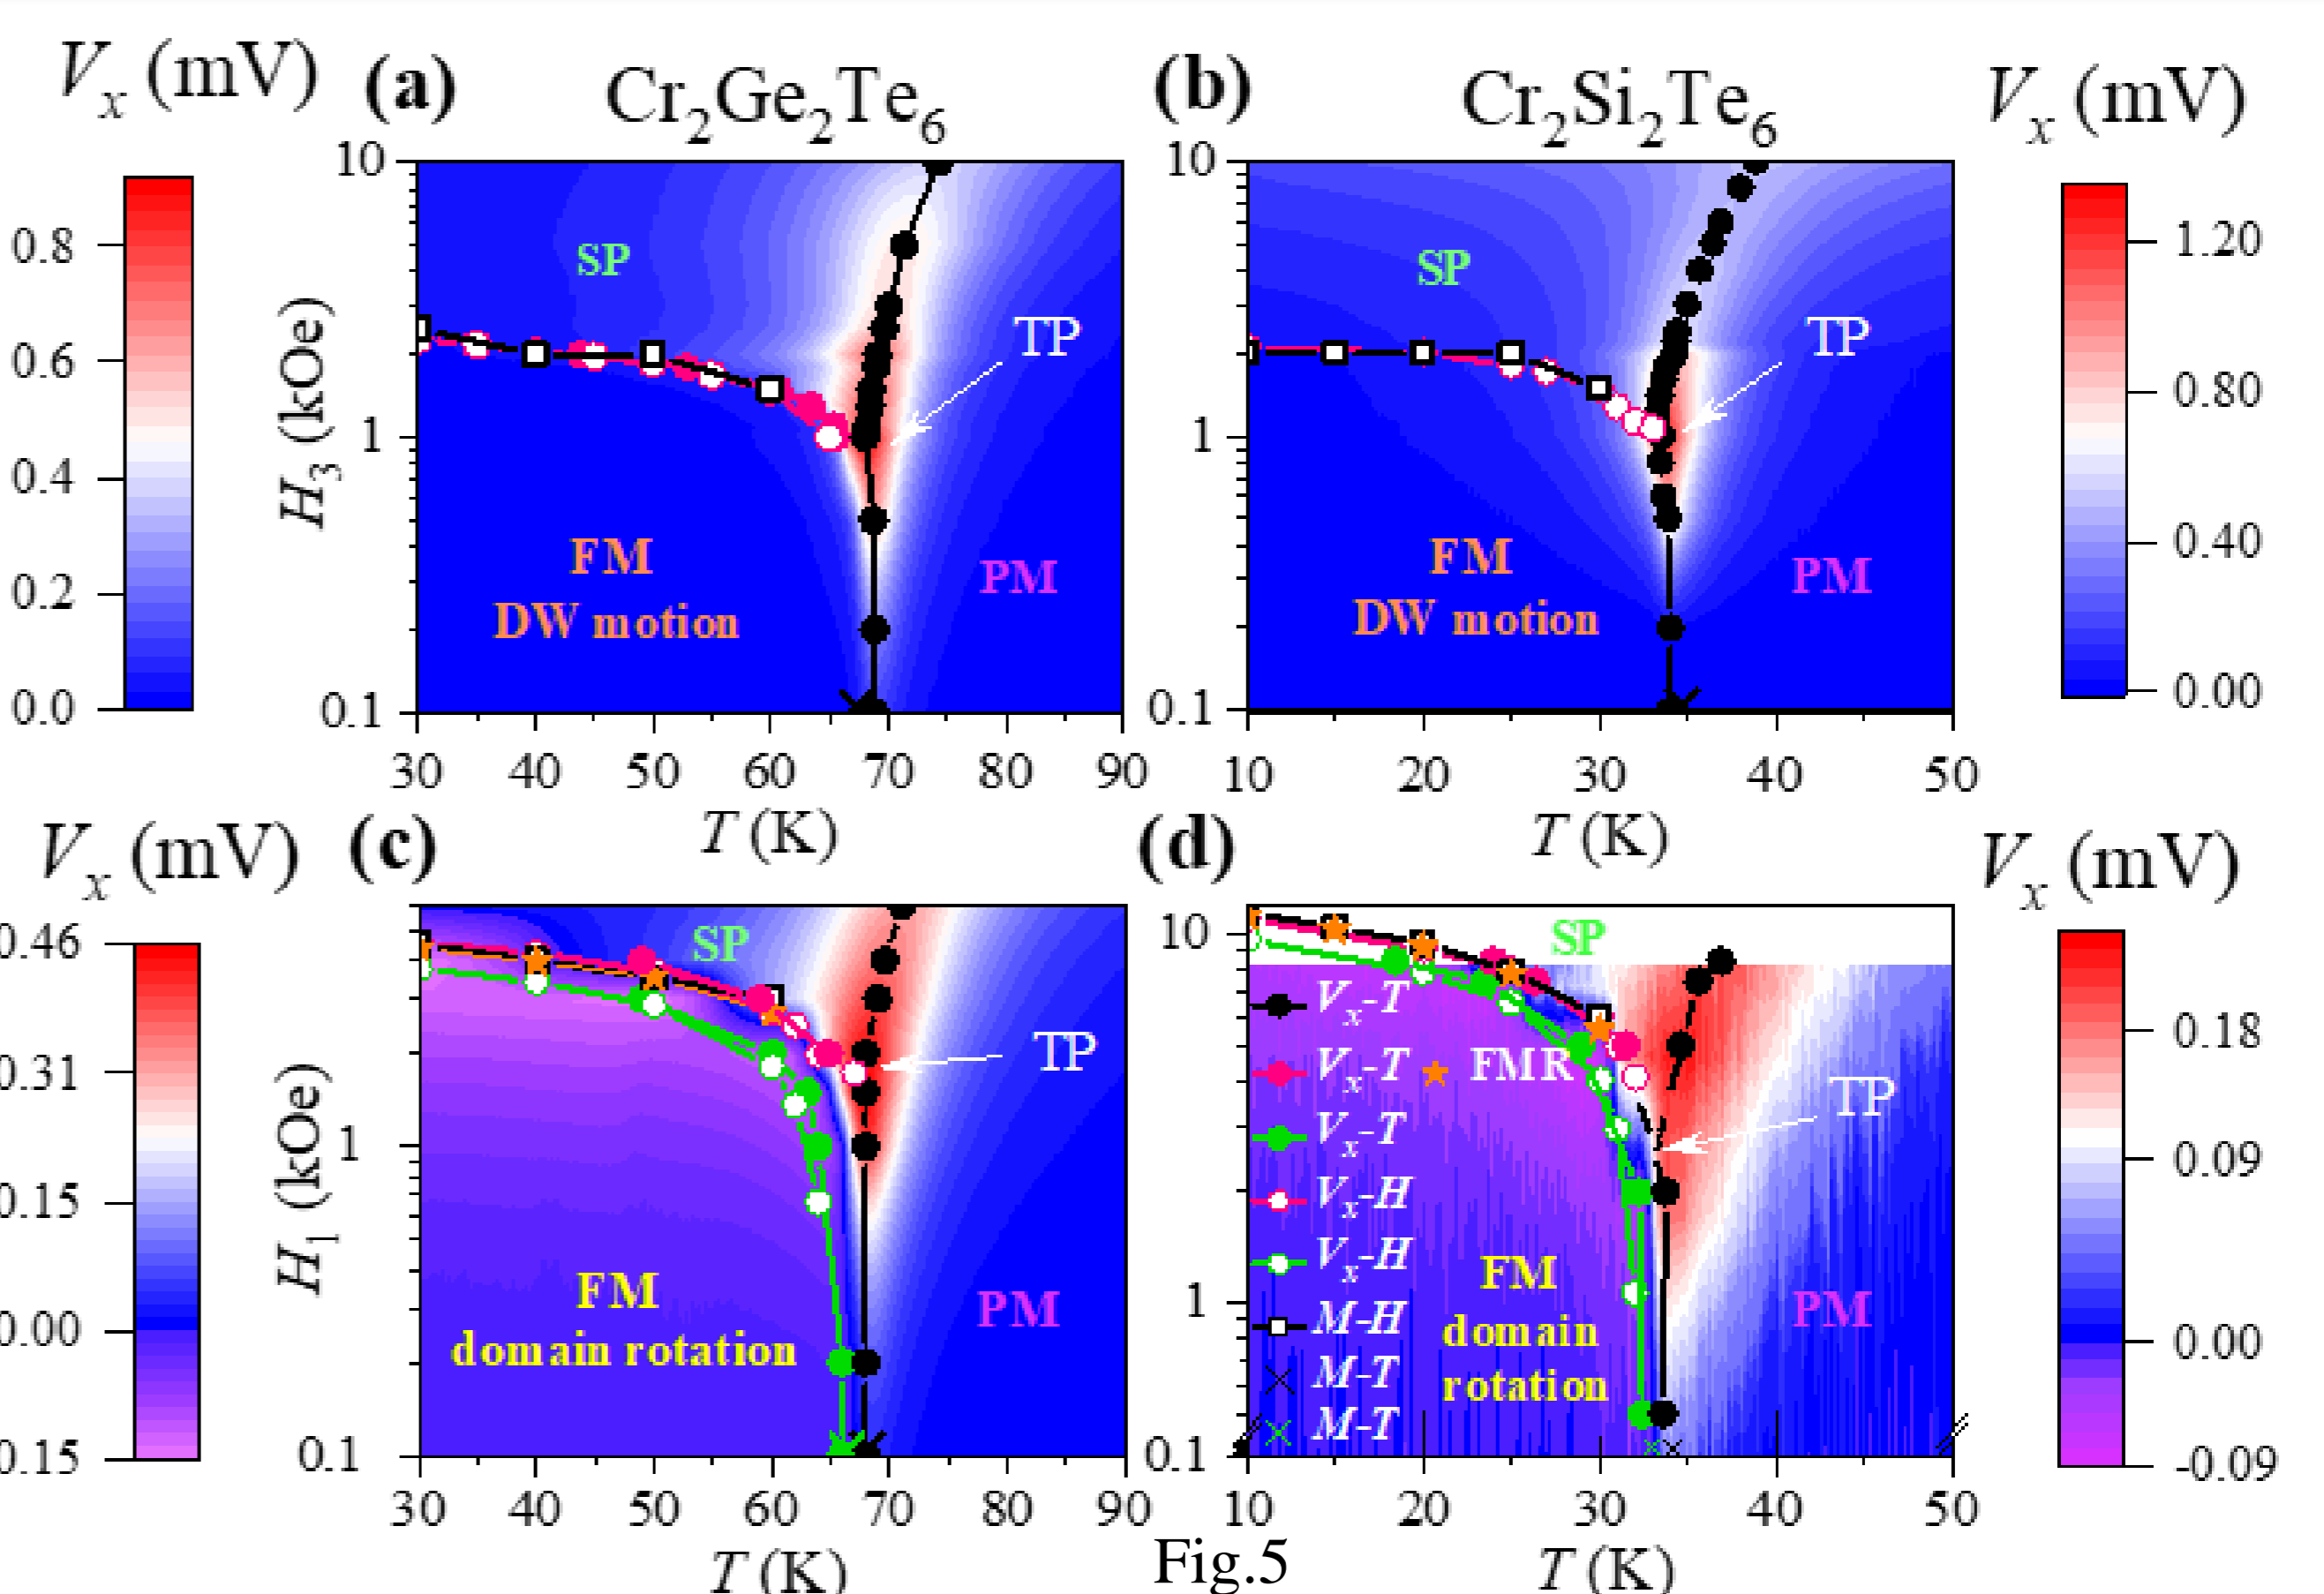 Vx (mV) (a) Cr2Ge2Te6 (b) Cr2Si2Te6 Vx (mV)
10
0.8
0.6
0.4
0.2
0.0
H3 (kOe)
1
0.1
SP
TP
FM
DW motion
PM
30 40 50 60 70 80 90
T (K)
10
1
0.1
SP
TP
FM
DW motion
PM
10 20 30 40 50
T (K)
1.20
0.80
0.40
0.00
Vx (mV) (c) (d) Vx (mV)
0.46
0.31
0.15
0.00
0.15
H1 (kOe)
1
0.1
SP
TP
FM
domain rotation
PM
30 40 50 60 70 80 90
T (K)
10
1
0.1
SP
Vx-T
Vx-T FMR
Vx-T
Vx-H
Vx-H
M-H
M-T
M-T
TP
FM
domain
rotation
PM
10 20 30 40 50
T (K)
0.18
0.09
0.00
-0.09
Fig.5